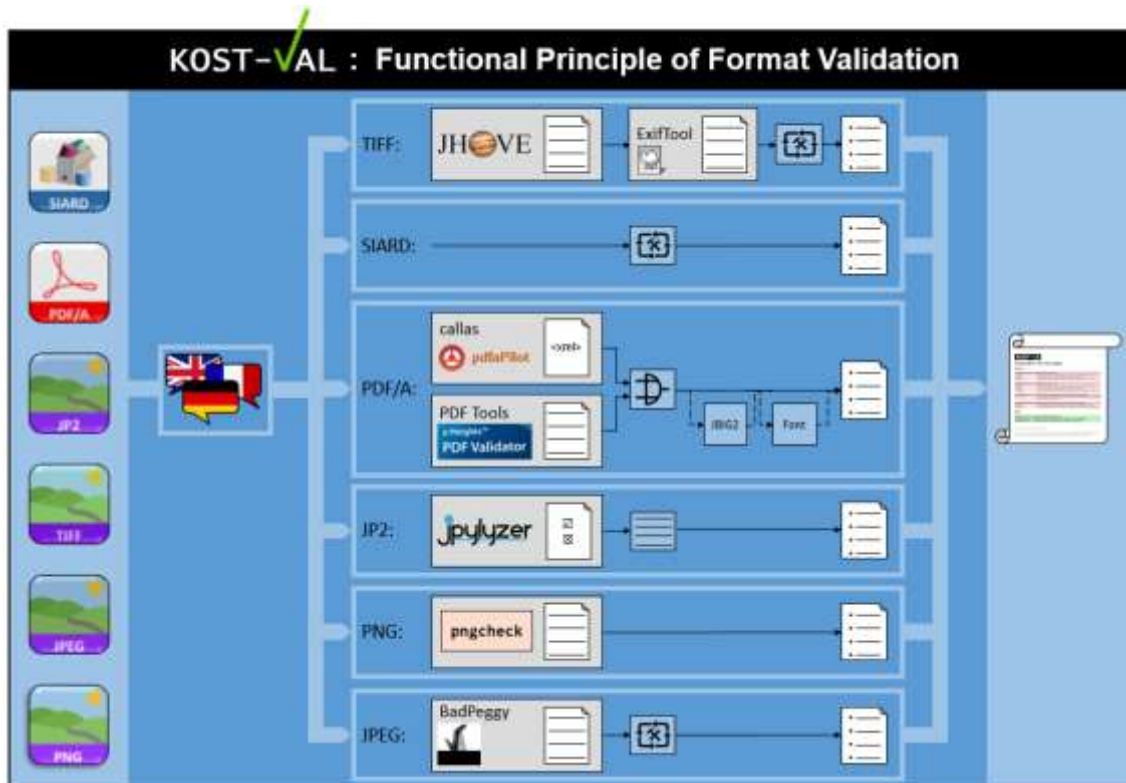 KOST-VAL : Functional Principle of Format Validation
SIARD
PDF/A
JP2
TIFF
JPEG
PNG
TIFF:
JHOVE
ExifTool
SIARD:
PDF/A:
callas
pdfaPilot
<xml>
PDF Tools
PDF Validator
JBIG2
Font
JP2:
jpylyzer
PNG:
pngcheck
JPEG:
BadPeggy